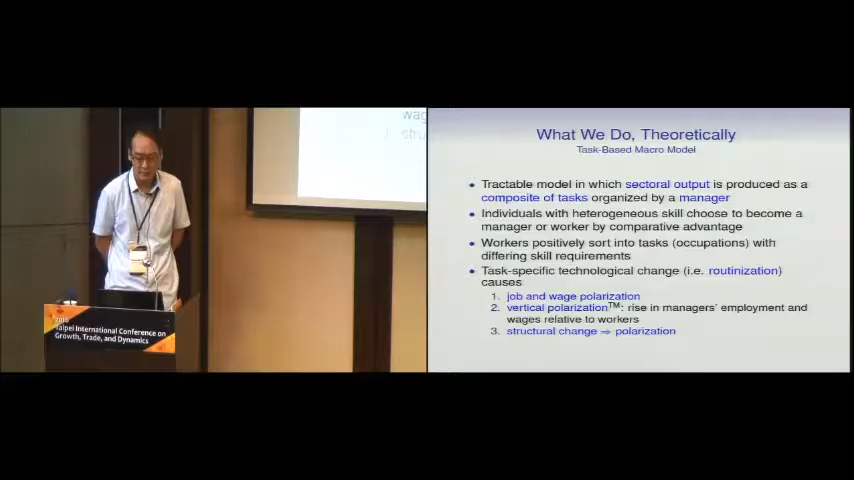 wag
stru
2016
Taipei International Conference on
Growth, Trade, and Dynamics
What We Do, Theoretically
Task-Based Macro Model
• Tractable model in which sectoral output is produced as a
composite of tasks organized by a manager
• Individuals with heterogeneous skill choose to become a
manager or worker by comparative advantage
• Workers positively sort into tasks (occupations) with
differing skill requirements
• Task-specific technological change (i.e. routinization)
causes
1. job and wage polarization
2. vertical polarization™: rise in managers' employment and
wages relative to workers
3. structural change ⇒ polarization